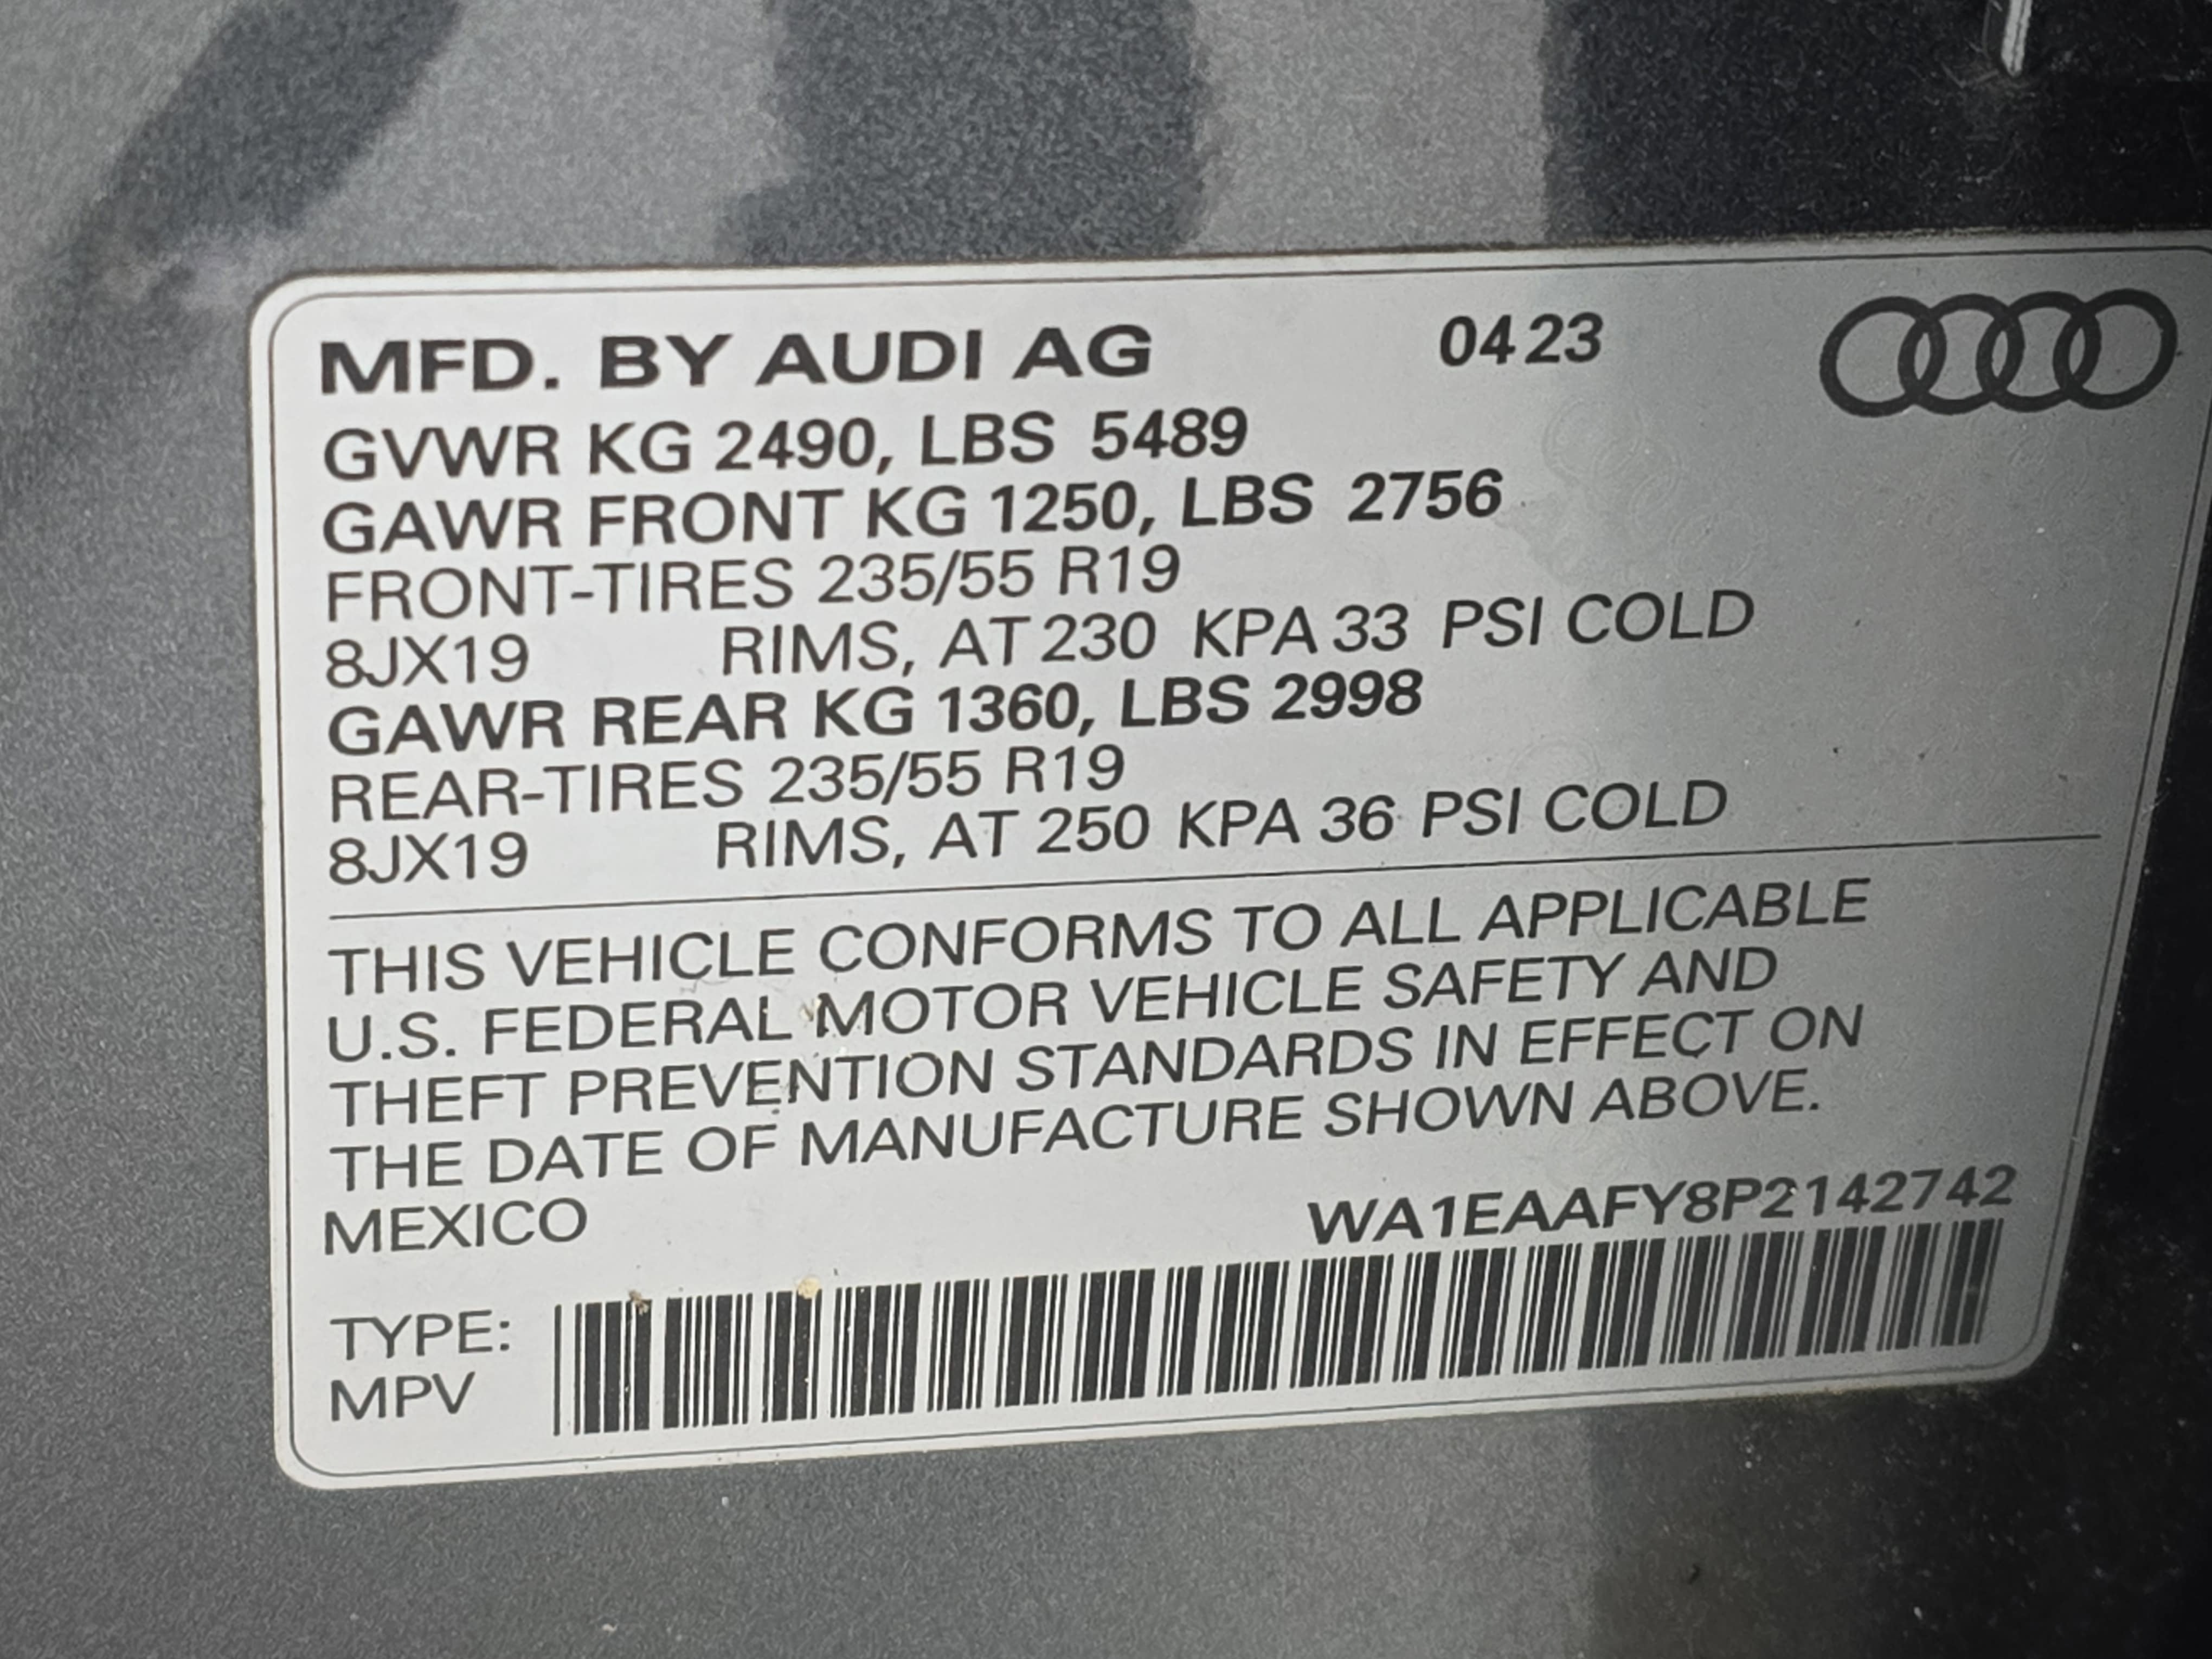 MFD. BY AUDI AG 0423
GVWR KG 2490, LBS 5489
GAWR FRONT KG 1250, LBS 2756
FRONT-TIRES 235/55 R19
8JX19 RIMS, AT 230 KPA 33 PSI COLD
GAWR REAR KG 1360, LBS 2998
REAR-TIRES 235/55 R19
8JX19 RIMS, AT 250 KPA 36 PSI COLD
THIS VEHICLE CONFORMS TO ALL APPLICABLE
U.S. FEDERAL MOTOR VEHICLE SAFETY AND
THEFT PREVENTION STANDARDS IN EFFECT ON
THE DATE OF MANUFACTURE SHOWN ABOVE.
MEXICO WA1EAAFY8P2142742
TYPE:
MPV